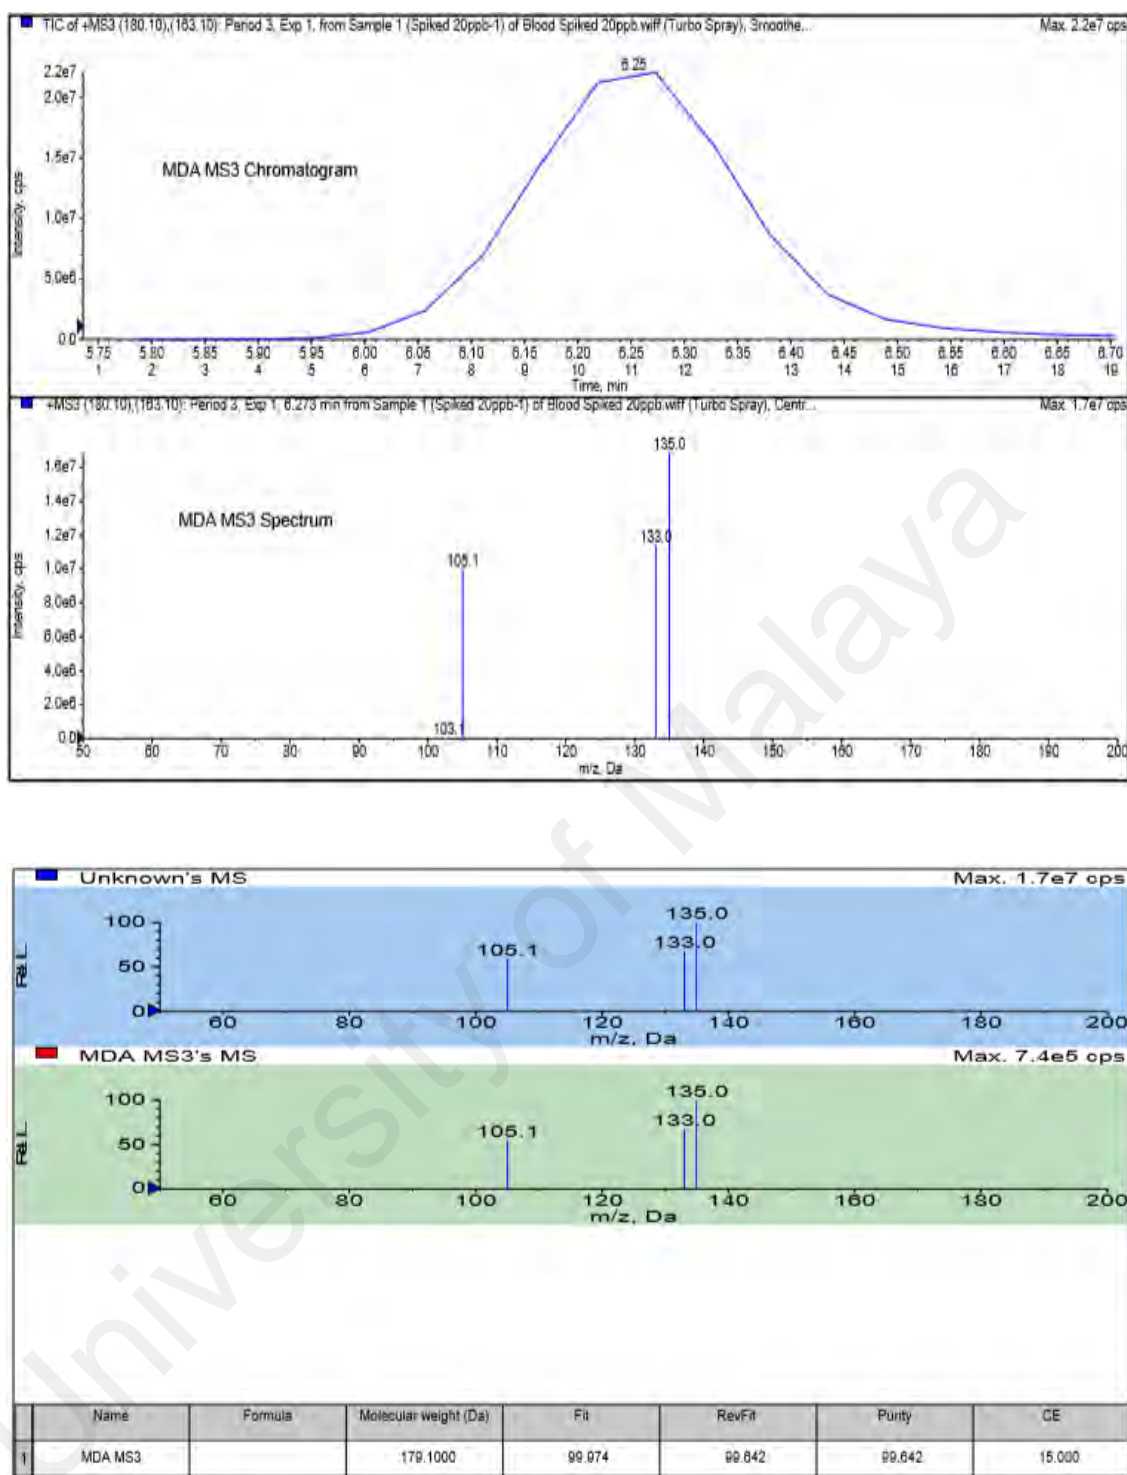 TIC of +MS3 (180.10),(163.10): Period 3, Exp 1, from Sample 1 (Spiked 20ppb-1) of Blood Spiked 20ppb.wiff (Turbo Spray), Smoothe... Max. 2.2e7 cps
6.25
2.2e7
2.0e7
1.5e7
MDA MS3 Chromatogram
1.0e7
5.0e6
0.0
Intensity, cps
5.75 5.80 5.85 5.90 5.95 6.00 6.05 6.10 6.15 6.20 6.25 6.30 6.35 6.40 6.45 6.50 6.55 6.60 6.65 6.70
1 2 3 4 5 6 7 8 9 10 11 12 13 14 15 16 17 18 19
Time, min
+MS3 (180.10),(163.10): Period 3, Exp 1, 6.273 min from Sample 1 (Spiked 20ppb-1) of Blood Spiked 20ppb.wiff (Turbo Spray), Centr... Max. 1.7e7 cps
135.0
1.6e7
1.4e7
MDA MS3 Spectrum
1.2e7
133.0
1.0e7
105.1
8.0e6
6.0e6
4.0e6
2.0e6
103.1
0.0
Intensity, cps
50 60 70 80 90 100 110 120 130 140 150 160 170 180 190 200
m/z, Da
Unknown's MS Max. 1.7e7 cps
100
135.0
133.0
105.1
50
0
Rel. I.
60 80 100 120 140 160 180 200
m/z, Da
MDA MS3's MS Max. 7.4e5 cps
100
135.0
133.0
105.1
50
0
Rel. I.
60 80 100 120 140 160 180 200
m/z, Da
Name Formula Molecular weight (Da) Fit RevFit Purity CE
1 MDA MS3 179.1000 99.974 99.642 99.642 15.000
University of Malaya